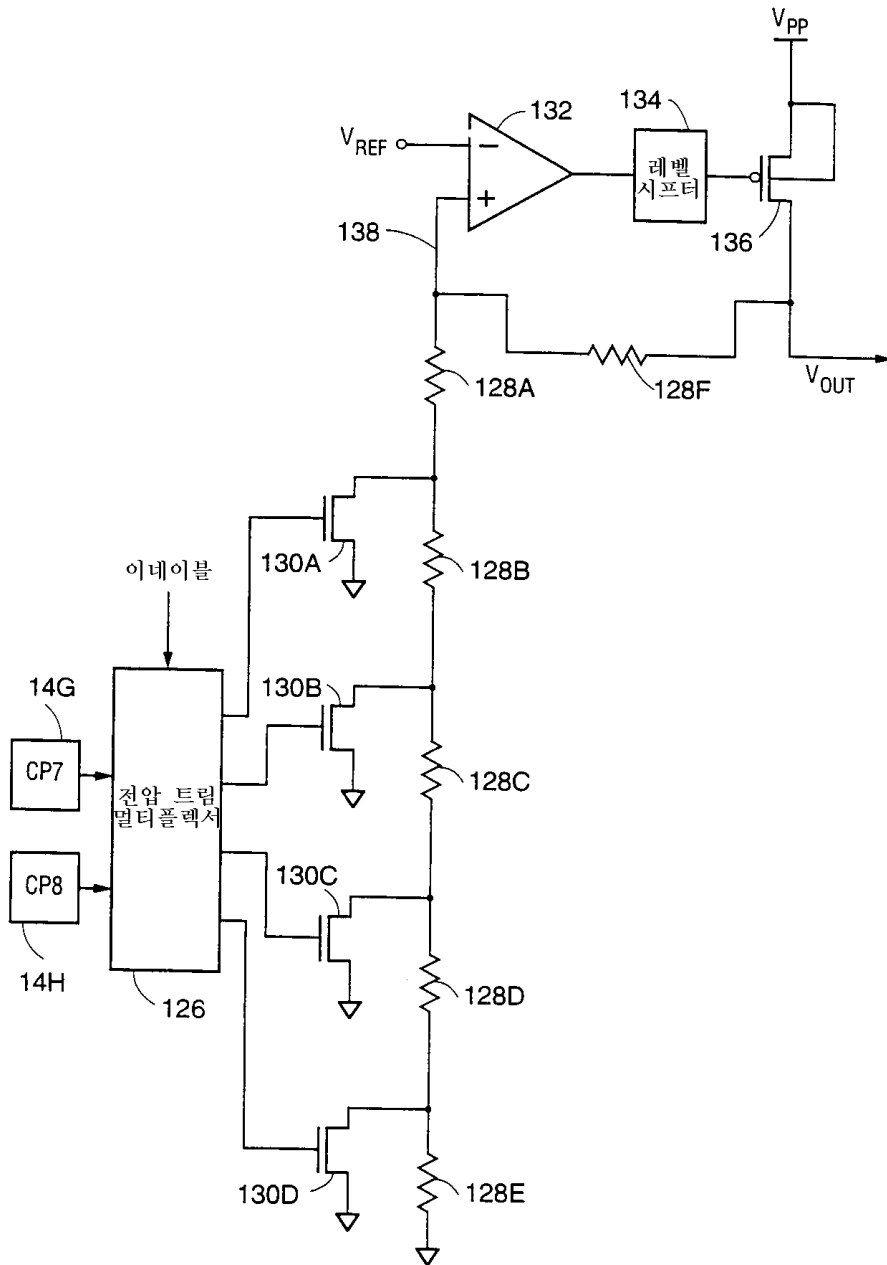 V_PP
132
134
V_REF
−
+
레벨
시프터
136
138
128A
128F
V_OUT
130A
128B
이네이블
14G
130B
CP7
전압 트림
멀티플렉서
128C
CP8
130C
14H
126
128D
130D
128E